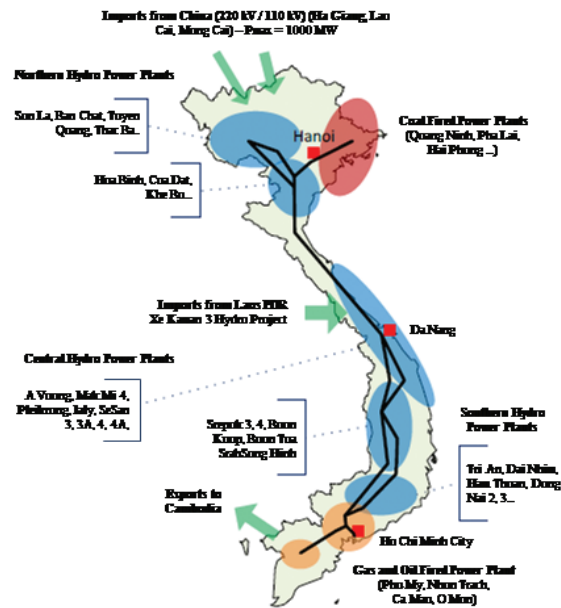 Imports from China (220 kV / 110 kV) (Ha Giang, Lao
Cai, Mong Cai) – Pmax = 1000 MW
Northern Hydro Power Plants
Son La, Ban Chat, Tuyen
Quang, Thac Ba..
Hanoi
Coal Fired Power Plants
(Quang Ninh, Pha Lai,
Hai Phong ...)
Hoa Binh, Cua Dat,
Khe Bo...
Imports from Laos PDR
Xe Kaman 3 Hydro Project
Da Nang
Central Hydro Power Plants
A Vuong, Mak Mi 4,
Pleikrong, Ialy, SeSan
3, 3A, 4, 4A,
Srepok 3, 4, Buon
Kuop, Buon Tua
Srah Song Hinh
Southern Hydro
Power Plants
Tri An, Dai Nhin,
Ham Thuan, Dong
Nai 2, 3...
Exports to
Cambodia
Ho Chi Minh City
Gas and Oil Fired Power Plant
(Phu My, Nhon Trach,
Ca Mau, O Mon)